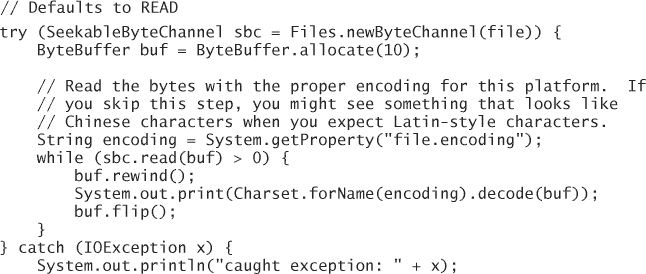 // Defaults to READ
try (SeekableByteChannel sbc = Files.newByteChannel(file)) {
    ByteBuffer buf = ByteBuffer.allocate(10);

    // Read the bytes with the proper encoding for this platform.  If
    // you skip this step, you might see something that looks like
    // Chinese characters when you expect Latin-style characters.
    String encoding = System.getProperty("file.encoding");
    while (sbc.read(buf) > 0) {
        buf.rewind();
        System.out.print(Charset.forName(encoding).decode(buf));
        buf.flip();
    }
} catch (IOException x) {
    System.out.println("caught exception: " + x);